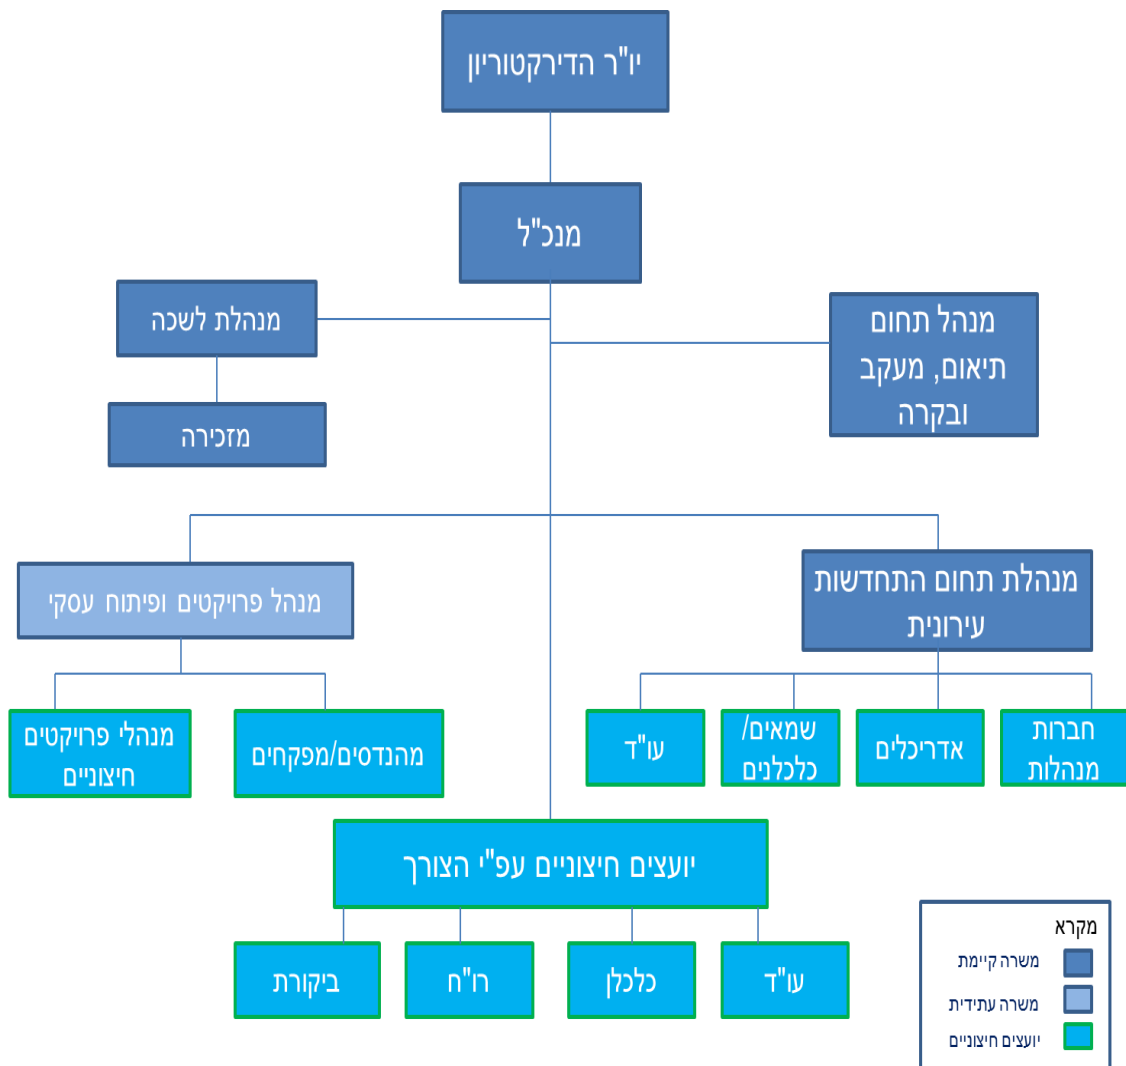 יו"ר הדירקטוריון
מנכ"ל
מנהל תחום
תיאום, מעקב
ובקרה
מנהלת לשכה
מזכירה
מנהלת תחום התחדשות
עירונית
מנהל פרויקטים ופיתוח עסקי
חברות
מנהלות
אדריכלים
שמאים/
כלכלנים
עו"ד
מהנדסים/מפקחים
מנהלי פרויקטים
חיצוניים
יועצים חיצוניים עפ"י הצורך
עו"ד
כלכלן
רו"ח
ביקורת
מקרא
משרה קיימת
משרה עתידית
יועצים חיצוניים